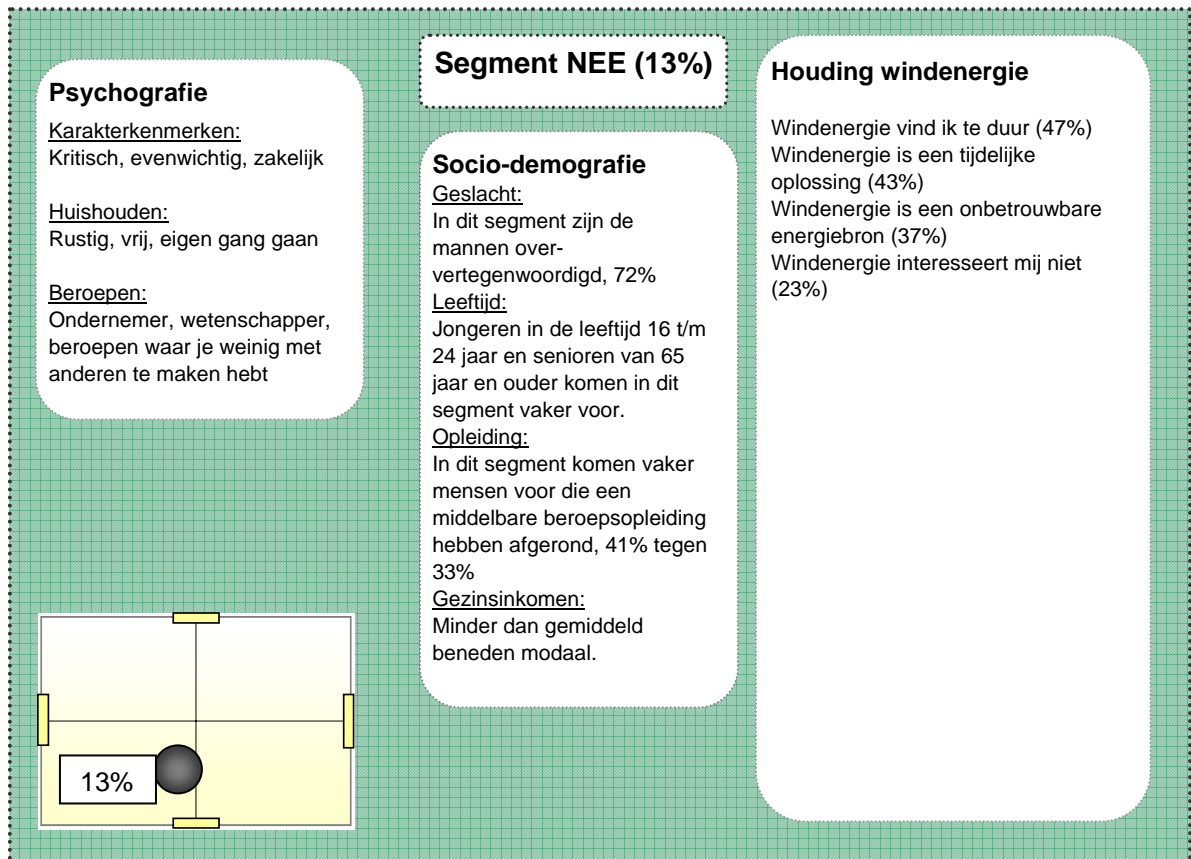 Segment NEE (13%)
Psychografie
Karakterkenmerken:
Kritisch, evenwichtig, zakelijk
Huishouden:
Rustig, vrij, eigen gang gaan
Beroepen:
Ondernemer, wetenschapper,
beroepen waar je weinig met
anderen te maken hebt
13%
Socio-demografie
Geslacht:
In dit segment zijn de
mannen over-
vertegenwoordigd, 72%
Leeftijd:
Jongeren in de leeftijd 16 t/m
24 jaar en senioren van 65
jaar en ouder komen in dit
segment vaker voor.
Opleiding:
In dit segment komen vaker
mensen voor die een
middelbare beroepsopleiding
hebben afgerond, 41% tegen
33%
Gezinsinkomen:
Minder dan gemiddeld
beneden modaal.
Houding windenergie
Windenergie vind ik te duur (47%)
Windenergie is een tijdelijke
oplossing (43%)
Windenergie is een onbetrouwbare
energiebron (37%)
Windenergie interesseert mij niet
(23%)